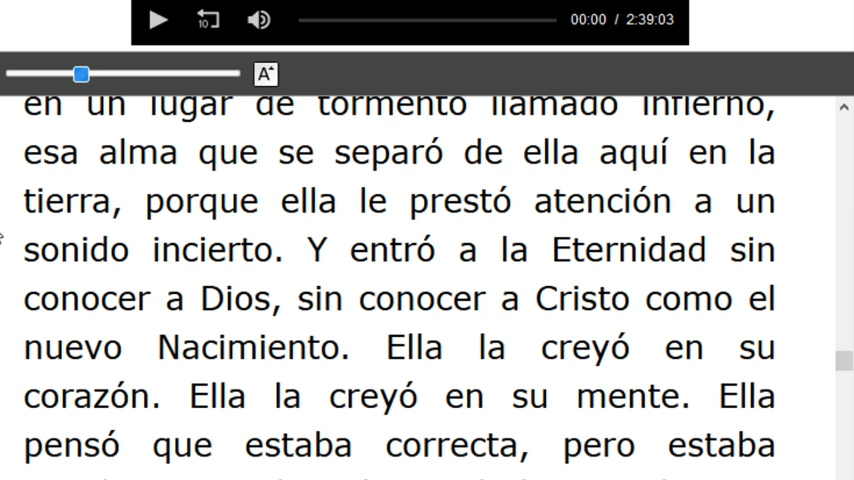 10
00:00 / 2:39:03
A
en un lugar de tormento llamado infierno,
esa alma que se separó de ella aquí en la
tierra, porque ella le prestó atención a un
sonido incierto. Y entró a la Eternidad sin
conocer a Dios, sin conocer a Cristo como el
nuevo Nacimiento. Ella la creyó en su
corazón. Ella la creyó en su mente. Ella
pensó que estaba correcta, pero estaba